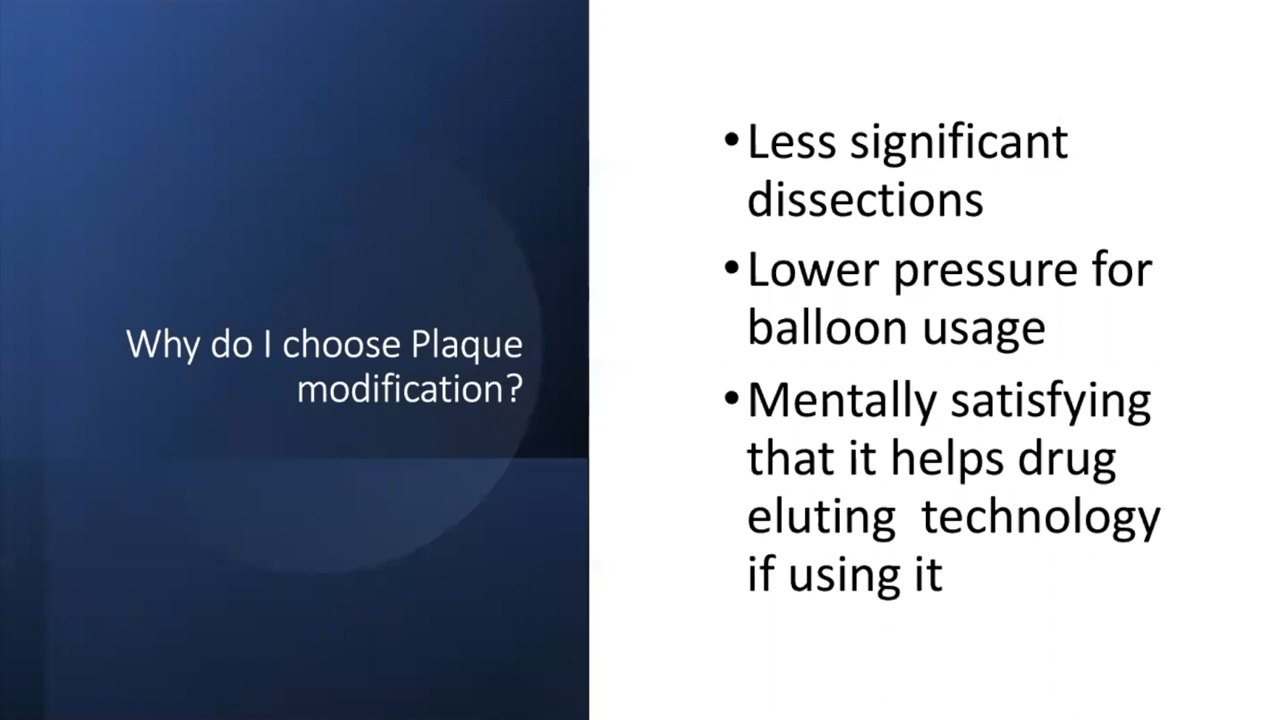 Why do I choose Plaque
modification?
•Less significant
dissections
•Lower pressure for
balloon usage
•Mentally satisfying
that it helps drug
eluting  technology
if using it